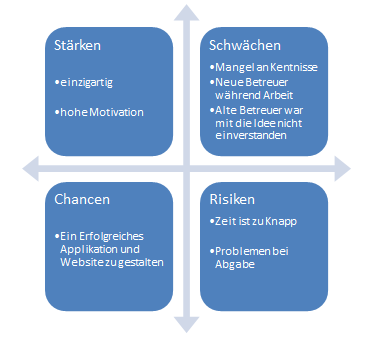 Stärken
•einzigartig
•hohe Motivation
Schwächen
•Mangel an Kentnisse
•Neue Betreuer
während Arbeit
•Alte Betreuer war
mit die Idee nicht
einverstanden
Chancen
•Ein Erfolgreiches
Applikation und
Website zu gestalten
Risiken
•Zeit ist zu Knapp
•Problemen bei
Abgabe